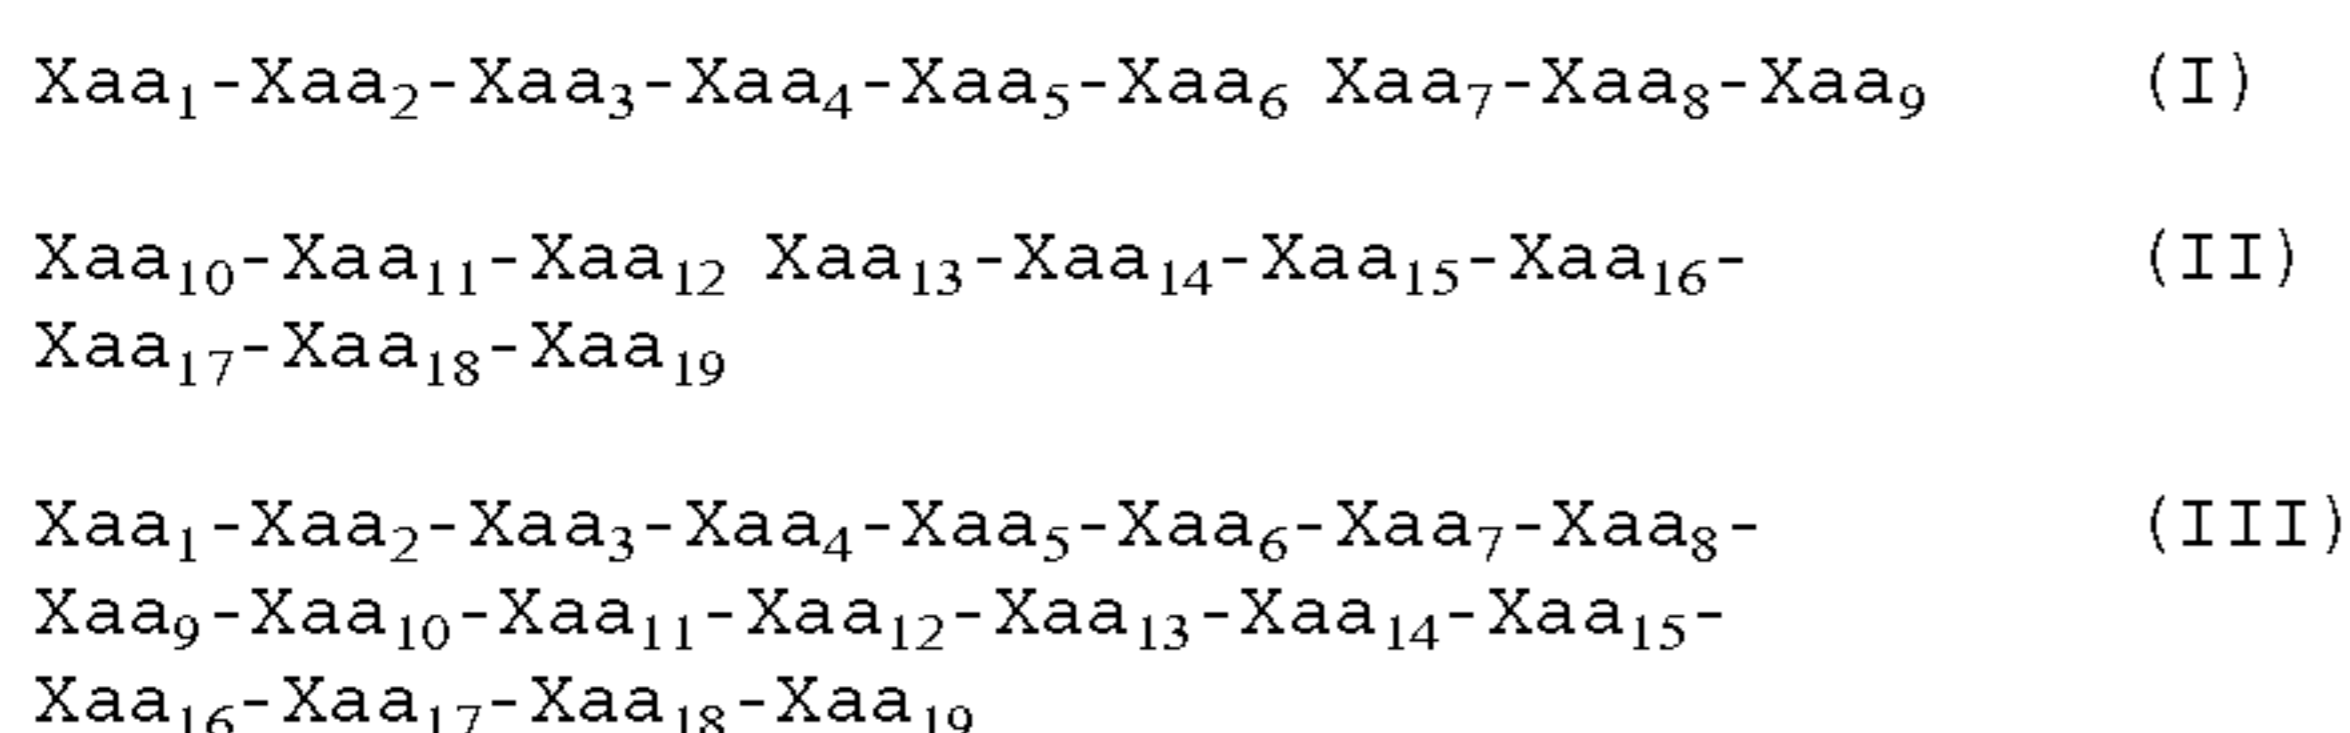 Xaa₁-Xaa₂-Xaa₃-Xaa₄-Xaa₅-Xaa₆ Xaa₇-Xaa₈-Xaa₉ (I)
Xaa₁₀-Xaa₁₁-Xaa₁₂ Xaa₁₃-Xaa₁₄-Xaa₁₅-Xaa₁₆- (II)
Xaa₁₇-Xaa₁₈-Xaa₁₉
Xaa₁-Xaa₂-Xaa₃-Xaa₄-Xaa₅-Xaa₆-Xaa₇-Xaa₈- (III)
Xaa₉-Xaa₁₀-Xaa₁₁-Xaa₁₂-Xaa₁₃-Xaa₁₄-Xaa₁₅-
Xaa₁₆-Xaa₁₇-Xaa₁₈-Xaa₁₉